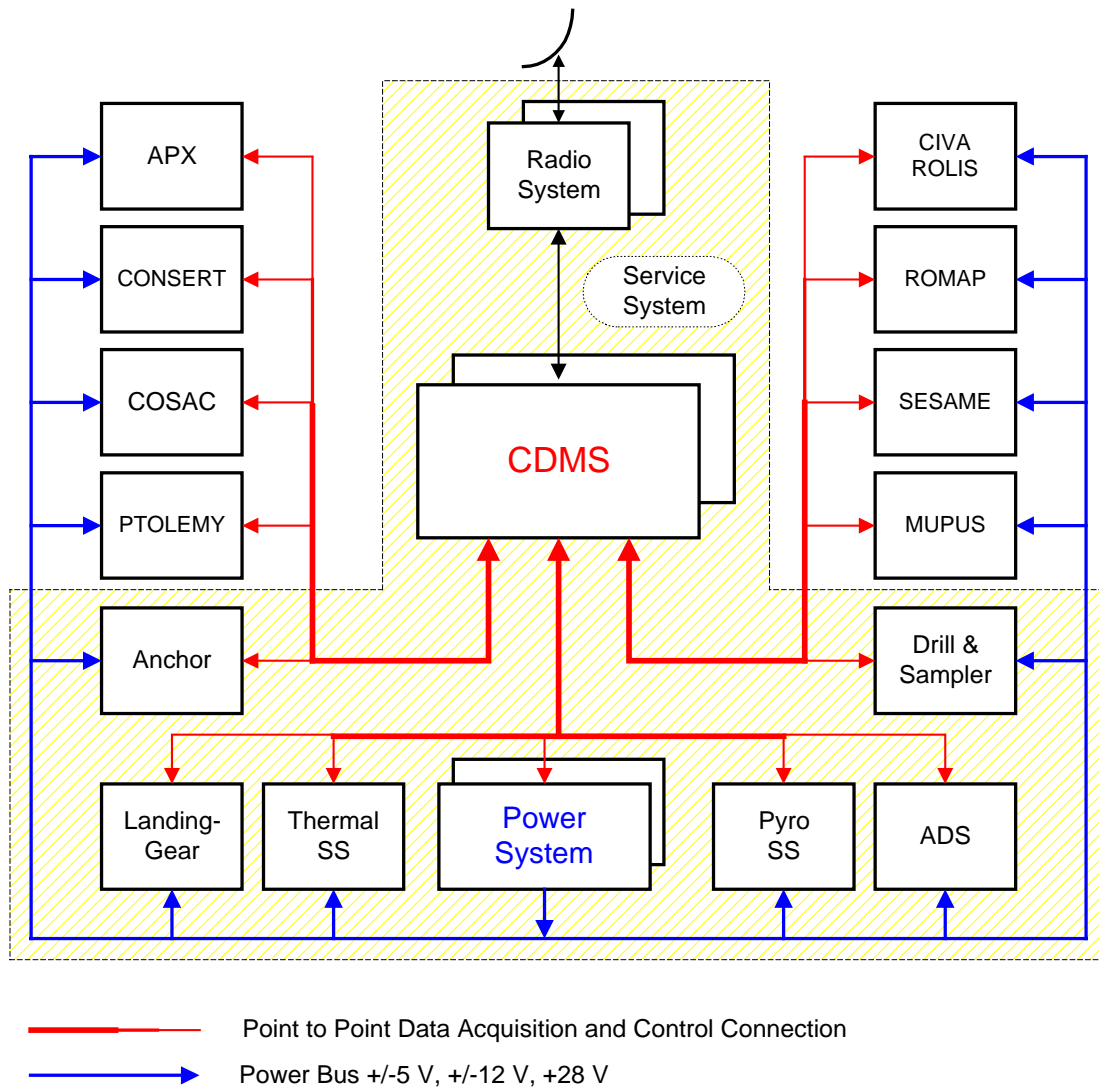 APX
CONSERT
COSAC
PTOLEMY
Anchor
Radio
System
Service
System
CDMS
CIVA
ROLIS
ROMAP
SESAME
MUPUS
Drill &
Sampler
Landing-
Gear
Thermal
SS
Power
System
Pyro
SS
ADS
Point to Point Data Acquisition and Control Connection
Power Bus +/-5 V, +/-12 V, +28 V